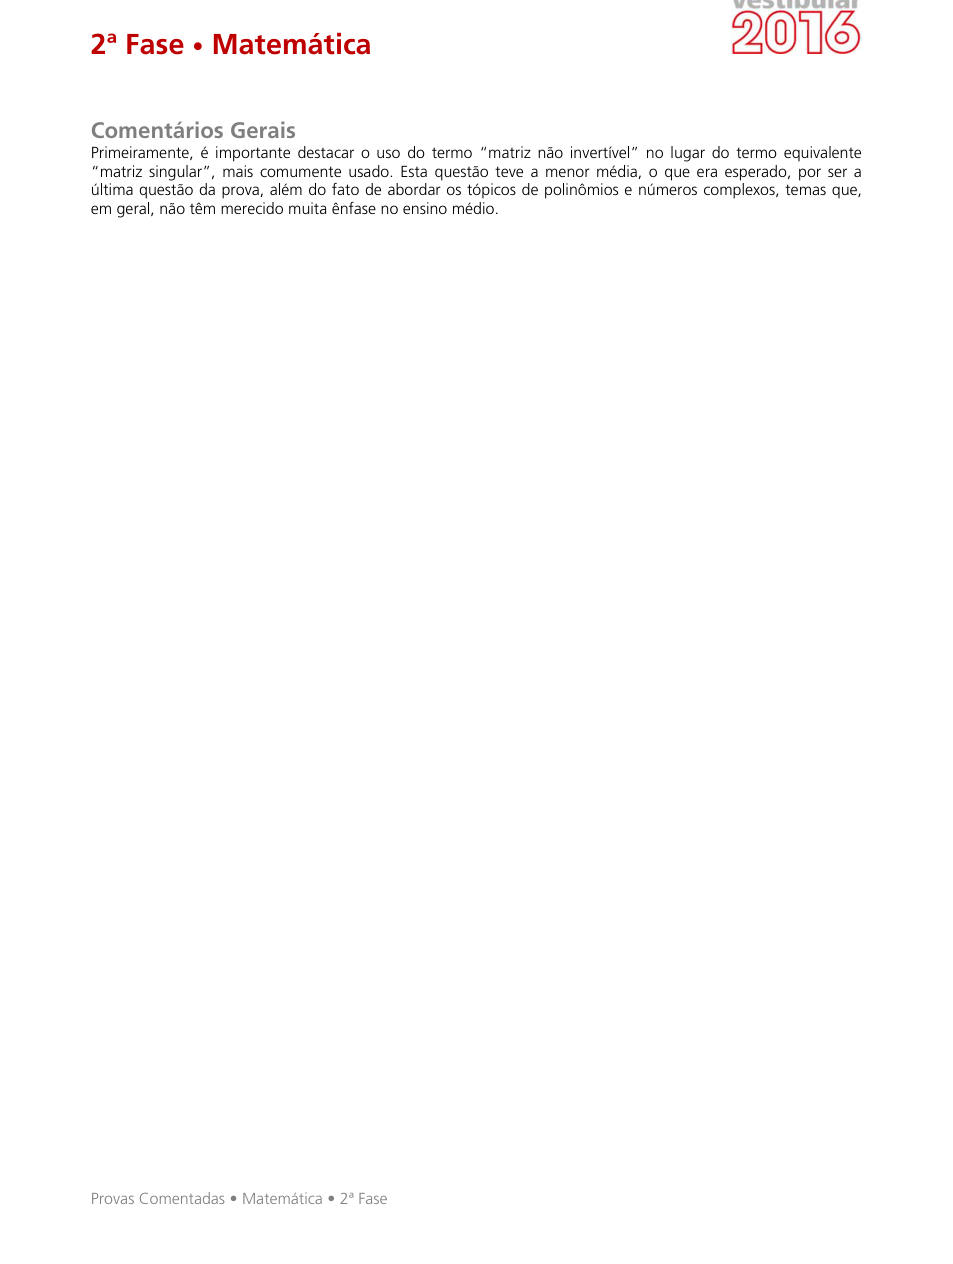 vestibular
2016
2ª Fase • Matemática
Comentários Gerais
Primeiramente, é importante destacar o uso do termo “matriz não invertível” no lugar do termo equivalente
“matriz singular”, mais comumente usado. Esta questão teve a menor média, o que era esperado, por ser a
última questão da prova, além do fato de abordar os tópicos de polinômios e números complexos, temas que,
em geral, não têm merecido muita ênfase no ensino médio.
Provas Comentadas • Matemática • 2ª Fase